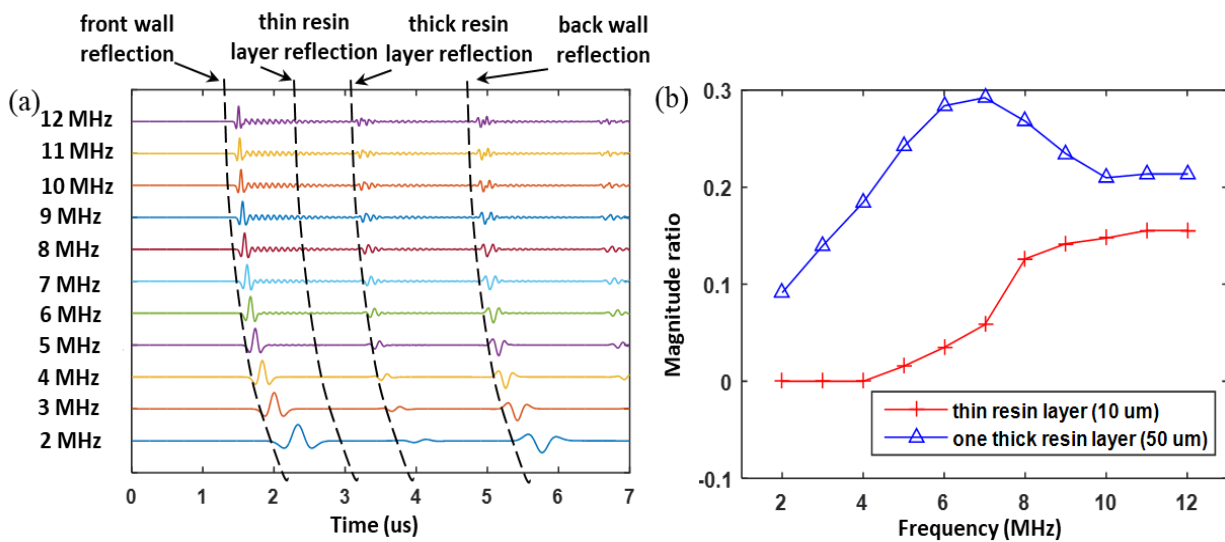 front wall
reflection
thin resin
layer reflection
thick resin
layer reflection
back wall
reflection
(a)
12 MHz
11 MHz
10 MHz
9 MHz
8 MHz
7 MHz
6 MHz
5 MHz
4 MHz
3 MHz
2 MHz
0 1 2 3 4 5 6 7
Time (us)
(b)
0.3
0.2
0.1
0
-0.1
Magnitude ratio
thin resin layer (10 um)
one thick resin layer (50 um)
2 4 6 8 10 12
Frequency (MHz)